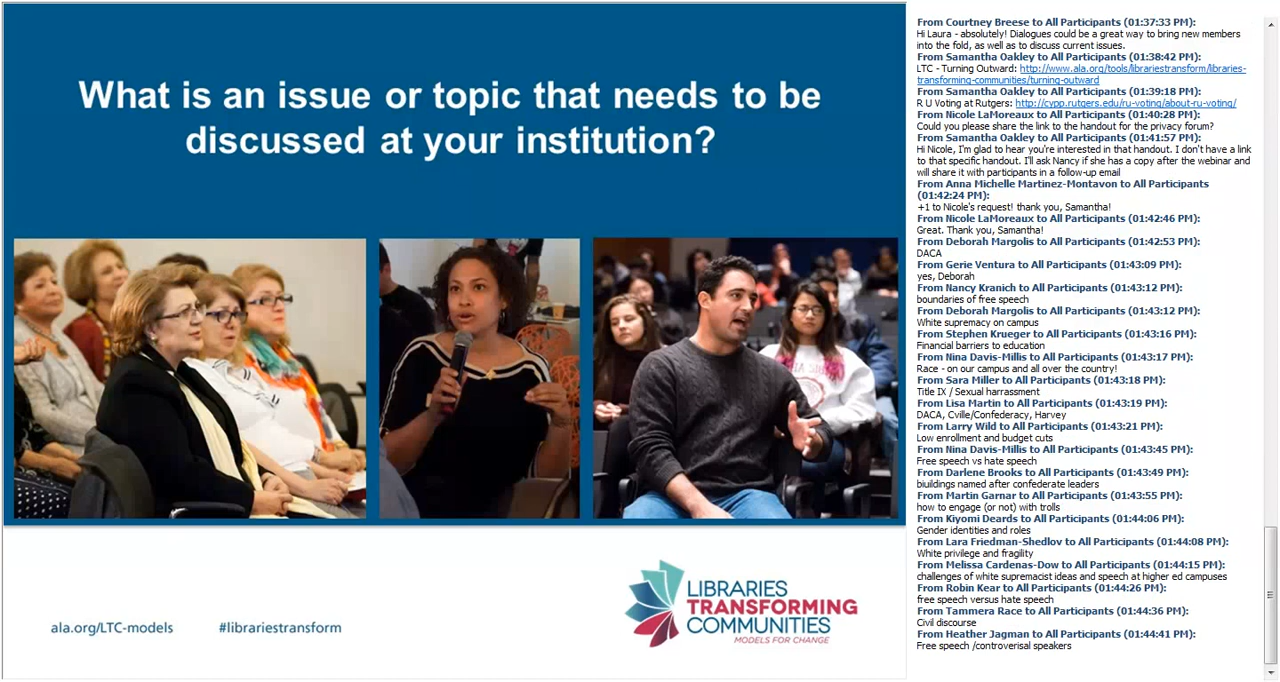 What is an issue or topic that needs to be
discussed at your institution?
ala.org/LTC-models
#librariestransform
LIBRARIES
TRANSFORMING
COMMUNITIES
MODELS FOR CHANGE
From Courtney Breese to All Participants (01:37:33 PM):
Hi Laura - absolutely! Dialogues could be a great way to bring new members
into the fold, as well as to discuss current issues.
From Samantha Oakley to All Participants (01:38:42 PM):
LTC - Turning Outward: http://www.ala.org/tools/librariestransform/libraries-
transforming-communities/turning-outward
From Samantha Oakley to All Participants (01:39:18 PM):
R U Voting at Rutgers: http://cypp.rutgers.edu/ru-voting/about-ru-voting/
From Nicole LaMoreaux to All Participants (01:40:28 PM):
Could you please share the link to the handout for the privacy forum?
From Samantha Oakley to All Participants (01:41:57 PM):
Hi Nicole, I'm glad to hear you're interested in that handout. I don't have a link
to that specific handout. I'll ask Nancy if she has a copy after the webinar and
will share it with participants in a follow-up email
From Anna Michelle Martinez-Montavon to All Participants
(01:42:24 PM):
+1 to Nicole's request! thank you, Samantha!
From Nicole LaMoreaux to All Participants (01:42:46 PM):
Great. Thank you, Samantha!
From Deborah Margolis to All Participants (01:42:53 PM):
DACA
From Gerie Ventura to All Participants (01:43:09 PM):
yes, Deborah
From Nancy Kranich to All Participants (01:43:12 PM):
boundaries of free speech
From Deborah Margolis to All Participants (01:43:12 PM):
White supremacy on campus
From Stephen Krueger to All Participants (01:43:16 PM):
Financial barriers to education
From Nina Davis-Millis to All Participants (01:43:17 PM):
Race - on our campus and all over the country!
From Sara Miller to All Participants (01:43:18 PM):
Title IX / Sexual harrassment
From Lisa Martin to All Participants (01:43:19 PM):
DACA, Cville/Confederacy, Harvey
From Larry Wild to All Participants (01:43:21 PM):
Low enrollment and budget cuts
From Nina Davis-Millis to All Participants (01:43:45 PM):
Free speech vs hate speech
From Darlene Brooks to All Participants (01:43:49 PM):
biuildings named after confederate leaders
From Martin Garnar to All Participants (01:43:55 PM):
how to engage (or not) with trolls
From Kiyomi Deards to All Participants (01:44:06 PM):
Gender identities and roles
From Lara Friedman-Shedlov to All Participants (01:44:08 PM):
White privilege and fragility
From Melissa Cardenas-Dow to All Participants (01:44:15 PM):
challenges of white supremacist ideas and speech at higher ed campuses
From Robin Kear to All Participants (01:44:26 PM):
free speech versus hate speech
From Tammera Race to All Participants (01:44:36 PM):
Civil discourse
From Heather Jagman to All Participants (01:44:41 PM):
Free speech /controverisal speakers